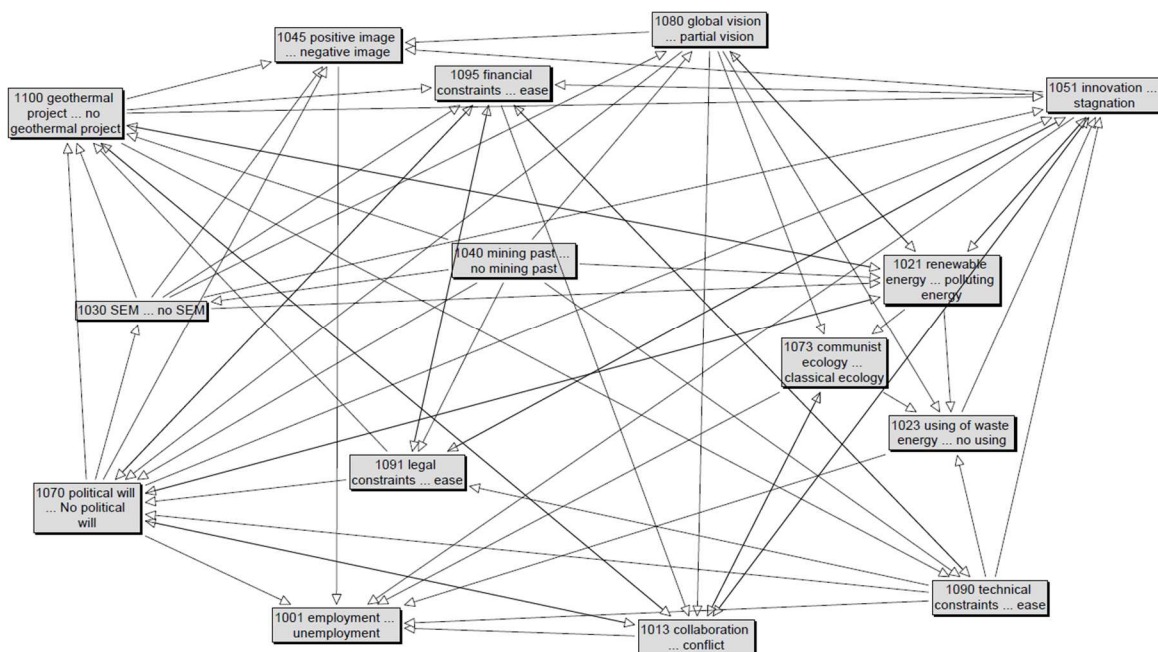 1080 global vision
... partial vision
1045 positive image
... negative image
1095 financial
constraints ... ease
1051 innovation ...
stagnation
1100 geothermal
project ... no
geothermal project
1040 mining past ...
no mining past
1021 renewable
energy ... polluting
energy
1030 SEM ... no SEM
1073 communist
ecology ...
classical ecology
1023 using of waste
energy ... no using
1091 legal
constraints ... ease
1070 political will
... No political
will
1090 technical
constraints ... ease
1001 employment ...
unemployment
1013 collaboration
... conflict